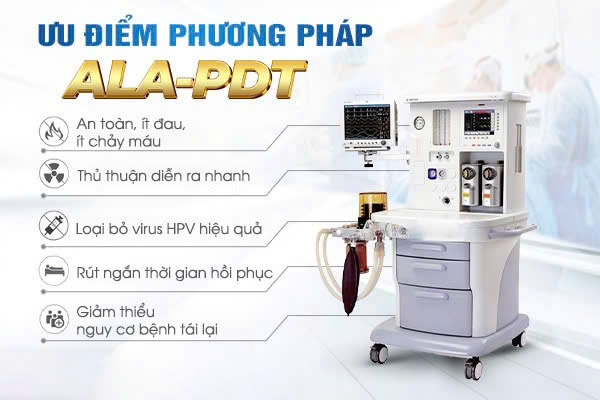 ƯU ĐIỂM PHƯƠNG PHÁP
ALA-PDT
An toàn, ít đau,
ít chảy máu
Thủ thuận diễn ra nhanh
Loại bỏ virus HPV hiệu quả
Rút ngắn thời gian hồi phục
Giảm thiểu
nguy cơ bệnh tái lại